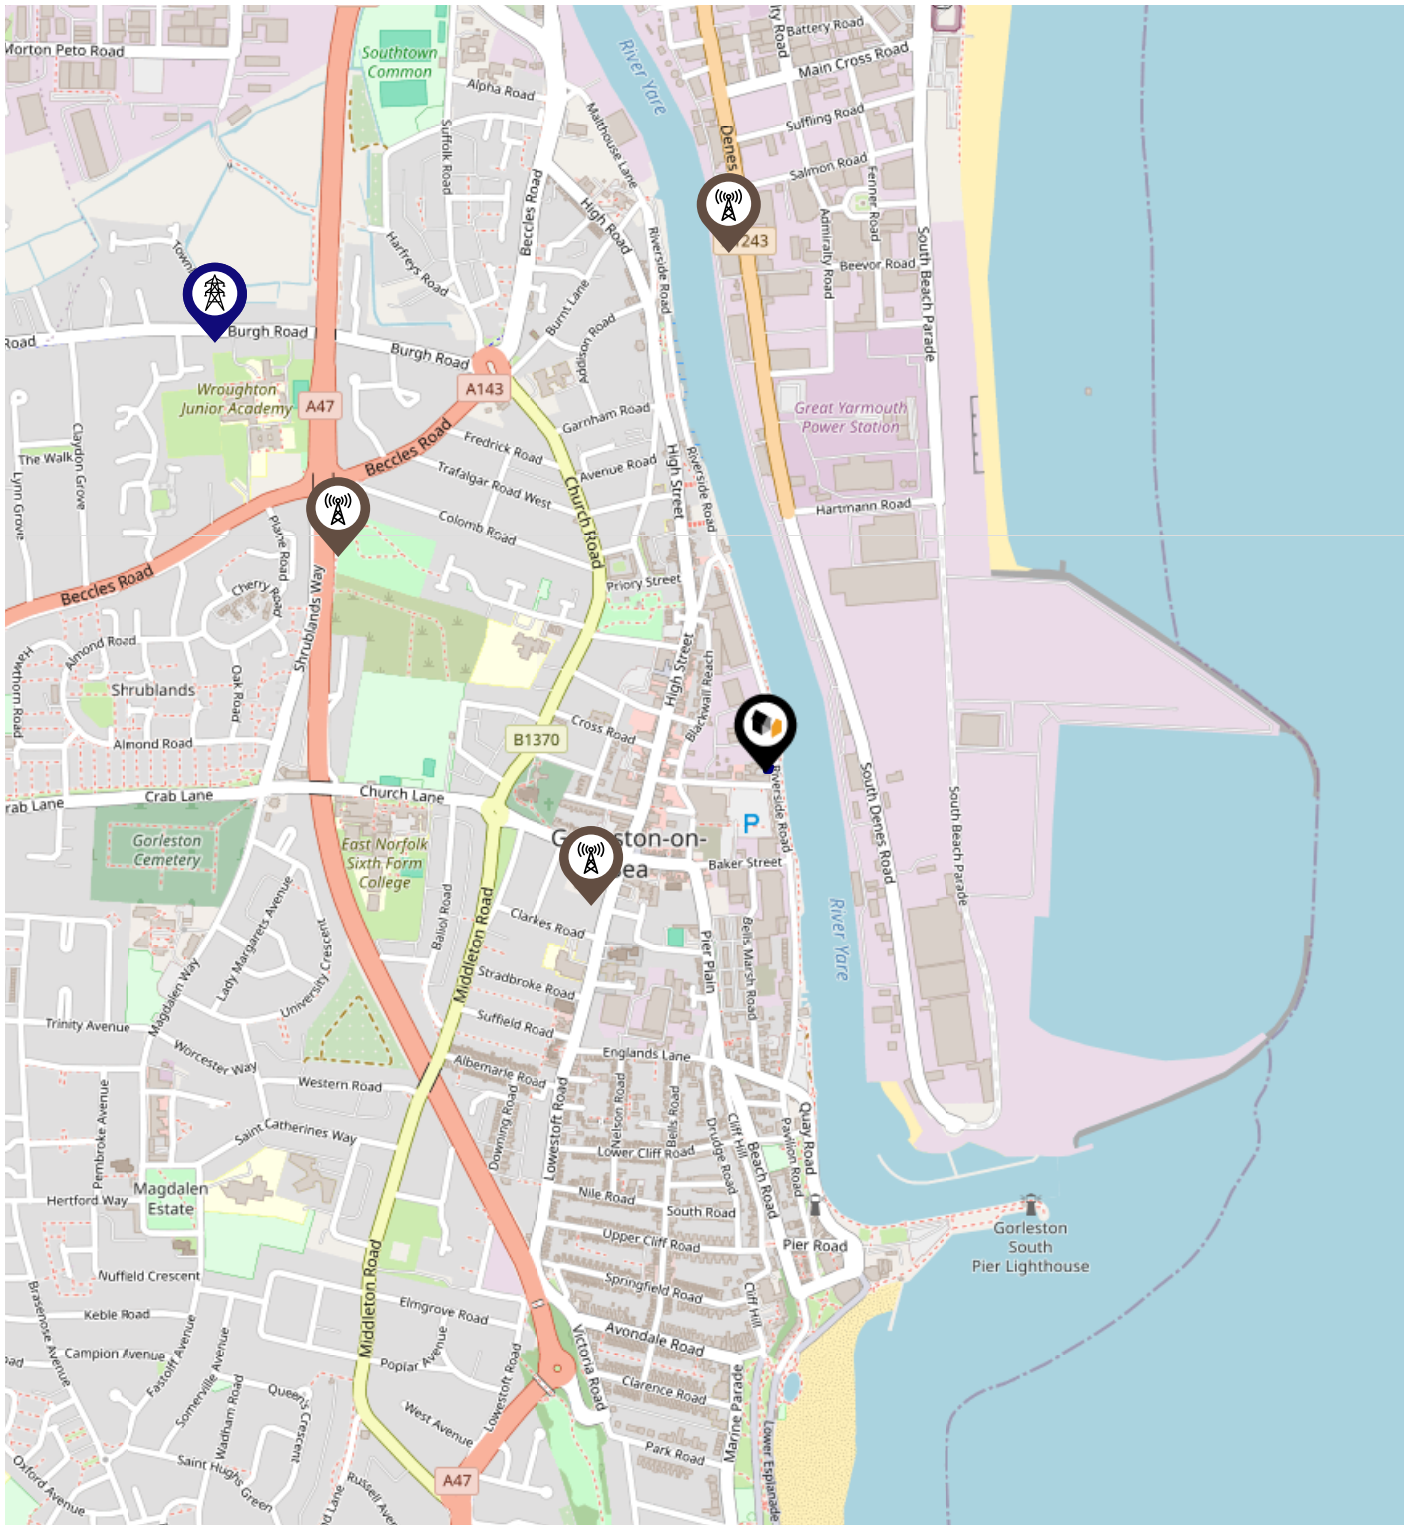 Morton Peto Road
Southtown
Common
River Yare
Battery Road
Main Cross Road
Alpha Road
Malthouse Lane
Suffling Road
Denes
Suffolk Road
Salmon Road
Fenner Road
Beccles Road
High Road
Admiralty Road
Harfreys Road
Riverside Road
243
South Beach Parade
Beevor Road
Burnt Lane
Burgh Road
Road
Burgh Road
Addison Road
Wroughton
Junior Academy
A47
A143
Great Yarmouth
Power Station
Garnham Road
Beccles Road
Fredrick Road
The Walk
Claydon Grove
Lynn Grove
Trafalgar Road West
Avenue Road
High Street
Riverside Road
Church Road
Colomb Road
Hartmann Road
Plane Road
Beccles Road
Cherry Road
Priory Street
Shrublands Way
Almond Road
Hawthorn Road
Oak Road
Shrublands
High Street
Blackwall Reach
Cross Road
B1370
Almond Road
Crab Lane
Church Lane
Riverside Road
South Denes Road
South Beach Parade
P
Gorleston
Cemetery
East Norfolk
Sixth Form
College
Baker Street
Lady Margarets Avenue
University Crescent
Balliol Road
Middleton Road
Clarkes Road
Pier Plain
Bells Marsh Road
River Yare
Magdalen Way
Stradbroke Road
Trinity Avenue
Suffield Road
Worcester Way
Englands Lane
Albemarle Road
Western Road
Pembroke Avenue
Downing Road
Lowestoft Road
Nelson Road
Bells Road
Drudge Road
Cliff Hill
Beach Road
Pavilion Road
Quay Road
Saint Catherines Way
Lower Cliff Road
Magdalen
Estate
Hertford Way
Nile Road
South Road
Gorleston
South
Pier Lighthouse
Upper Cliff Road
Pier Road
Nuffield Crescent
Middleton Road
Springfield Road
Cliff Hill
Brasenose Avenue
Keble Road
Elmgrove Road
Avondale Road
Victoria Road
Campion Avenue
Fastolff Avenue
Somerville Avenue
Poplar Avenue
Lowestoft Road
Clarence Road
Marine Parade
Wadham Road
Queen's Crescent
West Avenue
Lower Esplanade
Park Road
Saint Hughs Green
Oxford Avenue
A47